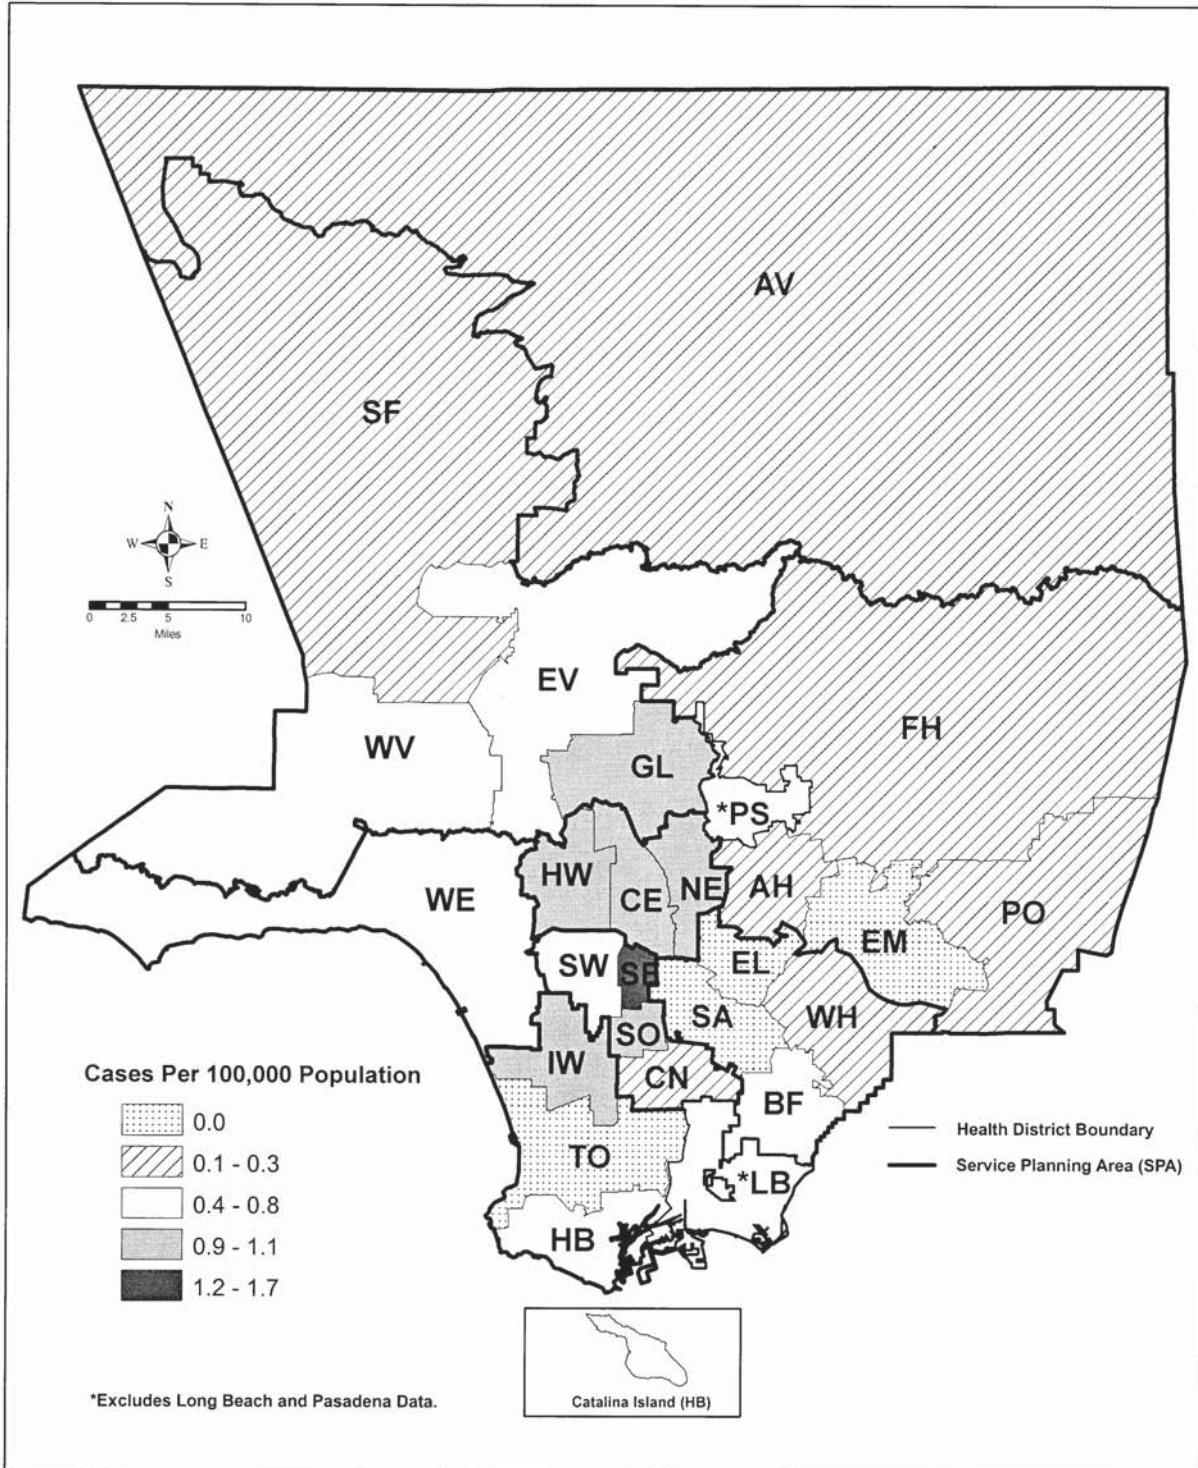 AV
SF
N
W E
S
0 2.5 5 10
Miles
EV
WV
FH
GL
*PS
HW
CE
NE
AH
WE
PO
EM
SW
SE
EL
SA
WH
SO
IW
CN
BF
TO
*LB
HB
Cases Per 100,000 Population
0.0
0.1 - 0.3
0.4 - 0.8
0.9 - 1.1
1.2 - 1.7
Health District Boundary
Service Planning Area (SPA)
Catalina Island (HB)
*Excludes Long Beach and Pasadena Data.